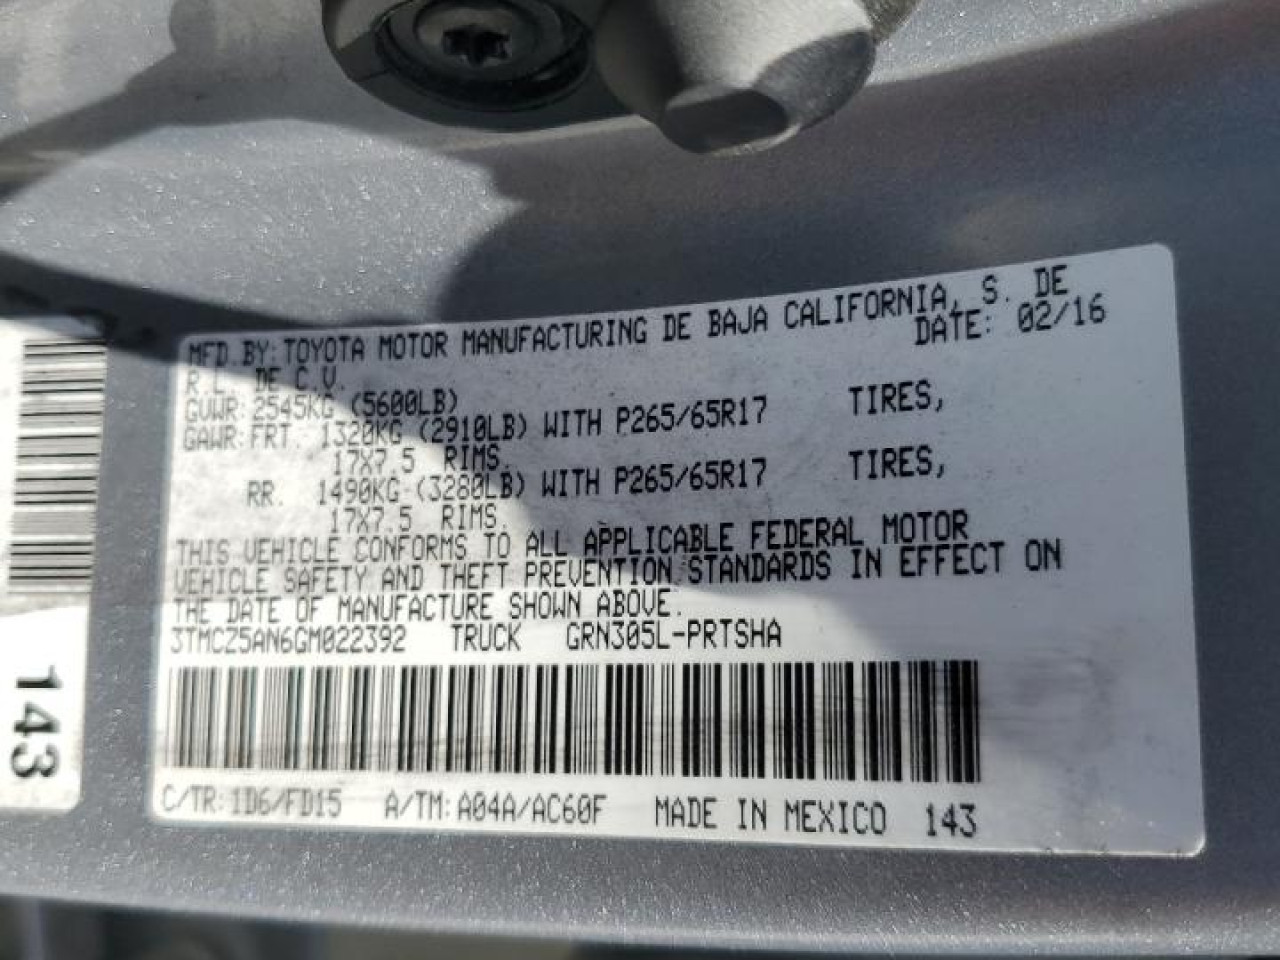 MFD.BY:TOYOTA MOTOR MANUFACTURING DE BAJA CALIFORNIA, S. DE
R.L. DE C.V. DATE: 02/16
GVWR:2545KG (5600LB)
GAWR:FRT. 1320KG (2910LB) WITH P265/65R17 TIRES,
17X7.5 RIMS.
RR. 1490KG (3280LB) WITH P265/65R17 TIRES,
17X7.5 RIMS.
THIS VEHICLE CONFORMS TO ALL APPLICABLE FEDERAL MOTOR
VEHICLE SAFETY AND THEFT PREVENTION STANDARDS IN EFFECT ON
THE DATE OF MANUFACTURE SHOWN ABOVE.
3TMCZ5AN6GM022392 TRUCK GRN305L-PRTSHA
C/TR:1D6/FD15 A/TM:A04A/AC60F MADE IN MEXICO 143
143